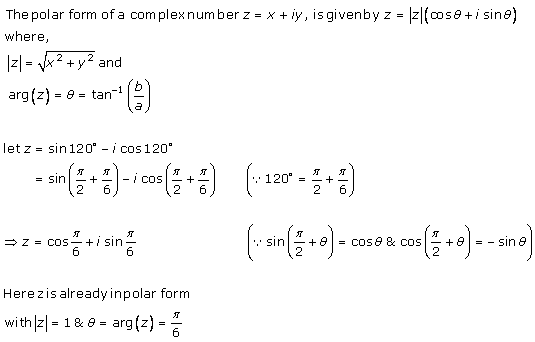 The polar form of a complex number z = x + iy, is given by z = |z|(cosθ + i sinθ)
where,
|z| = √(x² + y²) and
arg(z) = θ = tan⁻¹(b/a)
let z = sin120° − i cos120°
= sin(π/2 + π/6) − i cos(π/2 + π/6) (∵ 120° = π/2 + π/6)
⇒ z = cos π/6 + i sin π/6 (∵ sin(π/2 + θ) = cosθ & cos(π/2 + θ) = − sinθ)
Here z is already in polar form
with |z| = 1 & θ = arg(z) = π/6